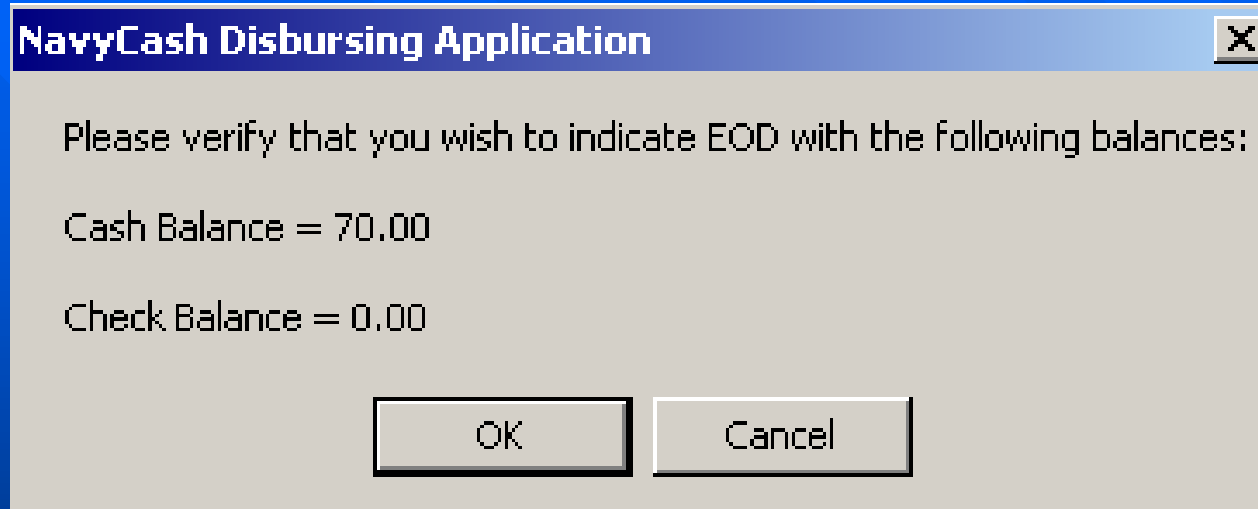 NavyCash Disbursing Application
Please verify that you wish to indicate EOD with the following balances:
Cash Balance = 70.00
Check Balance = 0.00
OK Cancel